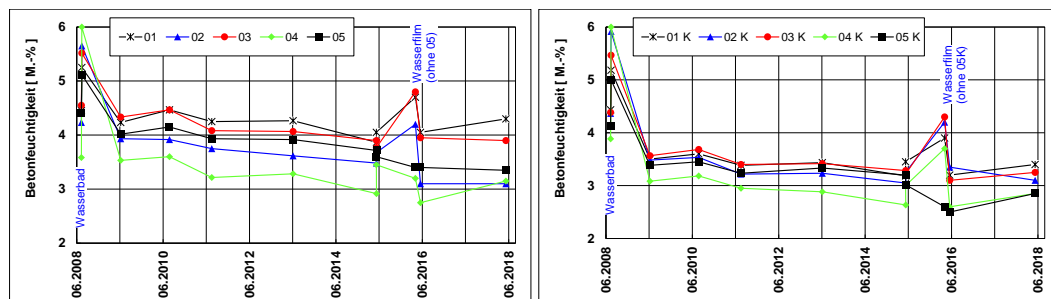 Betonfeuchtigkeit [ M.-% ]
6
5
4
3
2
01 02 03 04 05
Wasserbad
Wasserfilm
(ohne 05)
06.2008
06.2010
06.2012
06.2014
06.2016
06.2018
Betonfeuchtigkeit [ M.-% ]
6
5
4
3
2
01 K 02 K 03 K 04 K 05 K
Wasserbad
Wasserfilm
(ohne 05K)
06.2008
06.2010
06.2012
06.2014
06.2016
06.2018